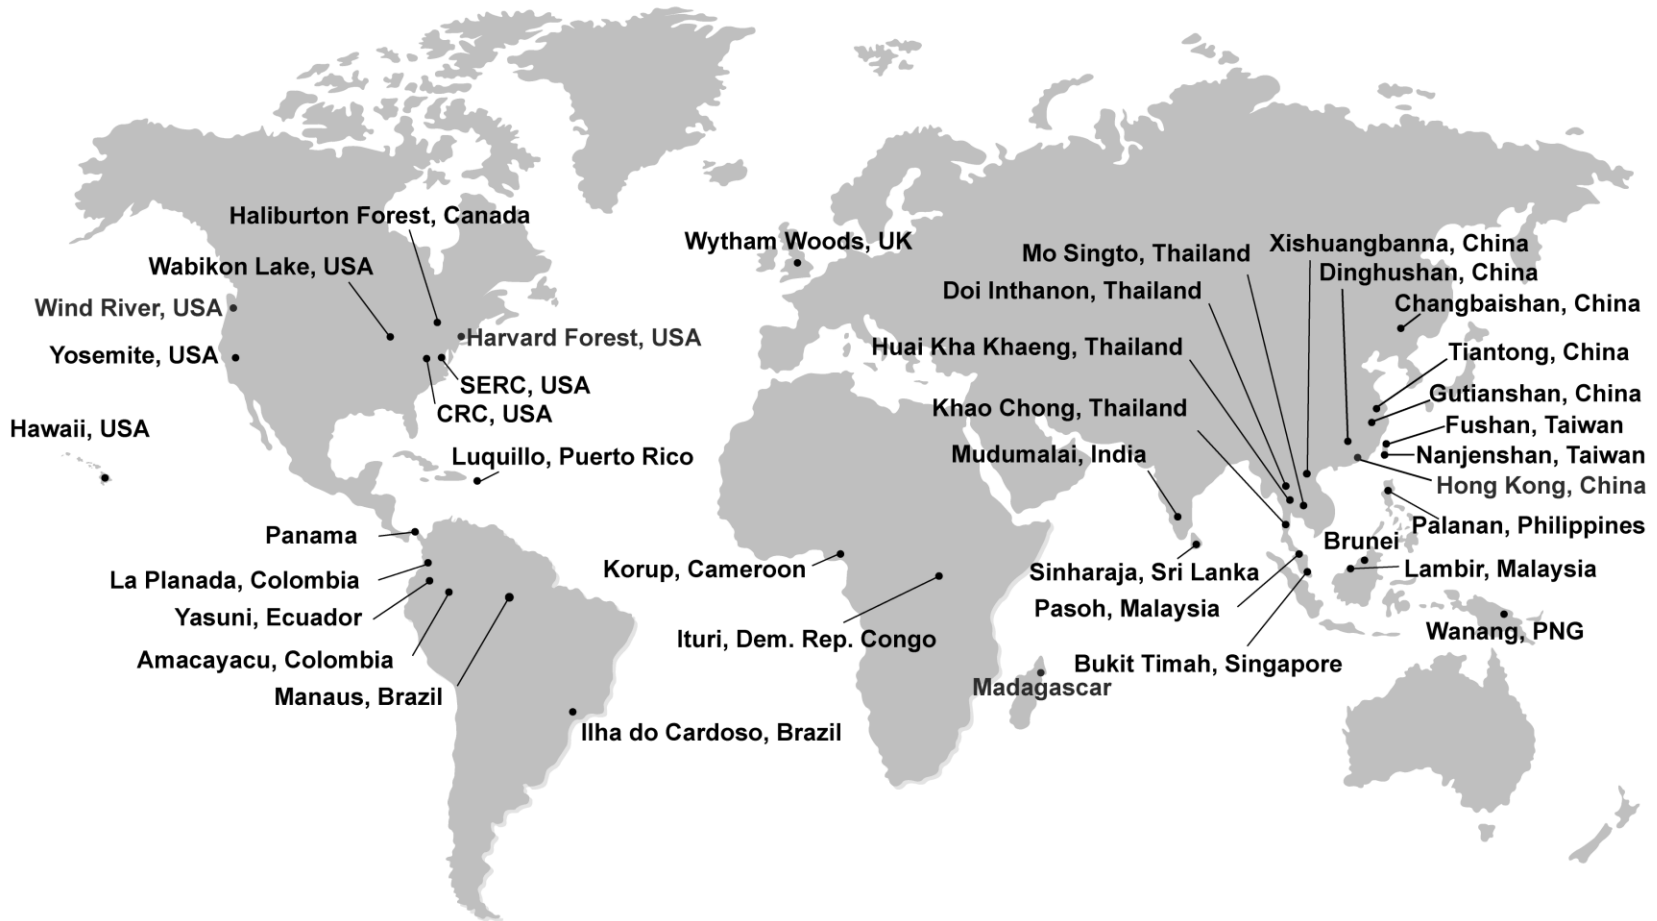 Haliburton Forest, Canada
Wabikon Lake, USA
Wind River, USA
Harvard Forest, USA
Yosemite, USA
SERC, USA
CRC, USA
Hawaii, USA
Luquillo, Puerto Rico
Panama
La Planada, Colombia
Yasuni, Ecuador
Amacayacu, Colombia
Manaus, Brazil
Ilha do Cardoso, Brazil
Wytham Woods, UK
Korup, Cameroon
Ituri, Dem. Rep. Congo
Madagascar
Mo Singto, Thailand
Doi Inthanon, Thailand
Huai Kha Khaeng, Thailand
Khao Chong, Thailand
Mudumalai, India
Sinharaja, Sri Lanka
Pasoh, Malaysia
Bukit Timah, Singapore
Xishuangbanna, China
Dinghushan, China
Changbaishan, China
Tiantong, China
Gutianshan, China
Fushan, Taiwan
Nanjenshan, Taiwan
Hong Kong, China
Palanan, Philippines
Brunei
Lambir, Malaysia
Wanang, PNG